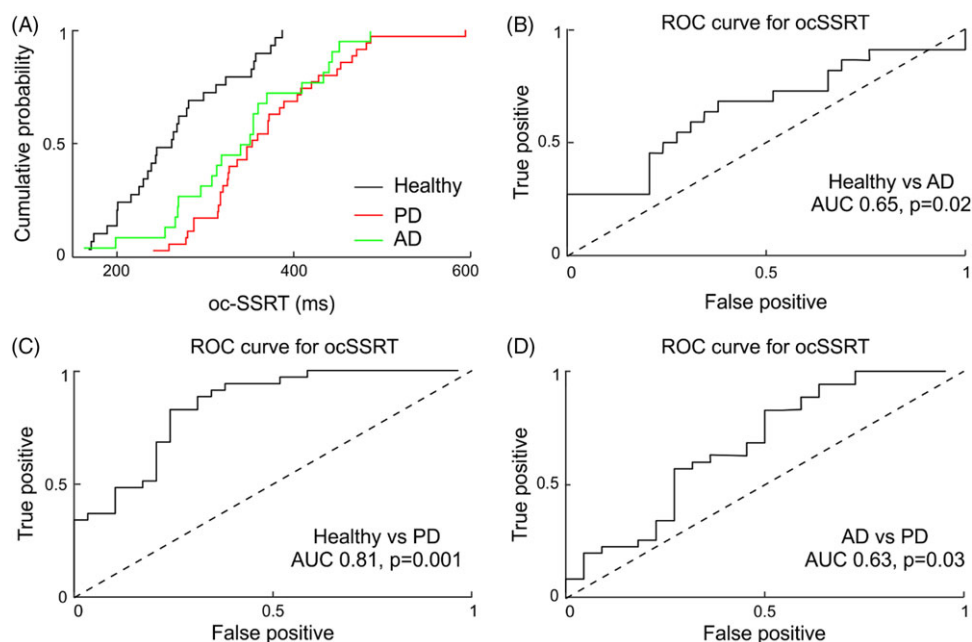 (A)
1
Cumulative probability
0.5
0
200
400
600
oc-SSRT (ms)
Healthy
PD
AD
(B)
ROC curve for ocSSRT
1
True positive
0.5
0
0
0.5
1
False positive
Healthy vs AD
AUC 0.65, p=0.02
(C)
ROC curve for ocSSRT
1
True positive
0.5
0
0
0.5
1
False positive
Healthy vs PD
AUC 0.81, p=0.001
(D)
ROC curve for ocSSRT
1
True positive
0.5
0
0
0.5
1
False positive
AD vs PD
AUC 0.63, p=0.03